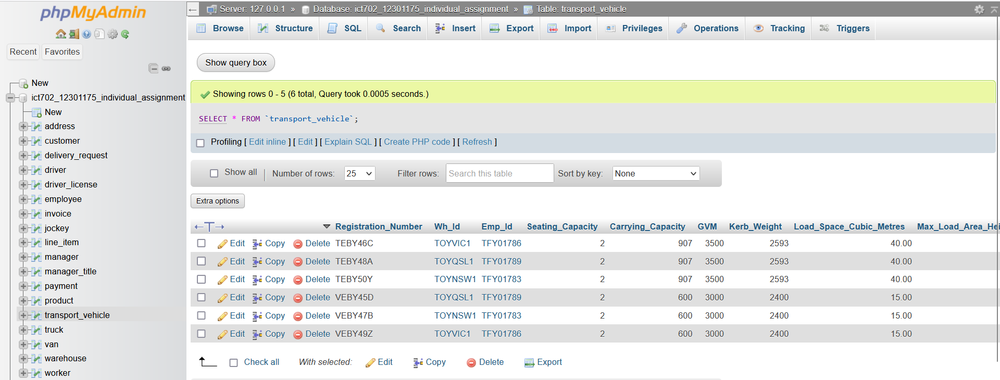 phpMyAdmin
Recent Favorites
New
ict702_12301175_individual_assignment
New
address
customer
delivery_request
driver
driver_license
employee
invoice
jockey
line_item
manager
manager_title
payment
product
transport_vehicle
truck
van
warehouse
worker
← Server: 127.0.0.1 » Database: ict702_12301175_individual_assignment » Table: transport_vehicle
Browse Structure SQL Search Insert Export Import Privileges Operations Tracking Triggers
Show query box
Showing rows 0 - 5 (6 total, Query took 0.0005 seconds.)
SELECT * FROM `transport_vehicle`;
Profiling [ Edit inline ] [ Edit ] [ Explain SQL ] [ Create PHP code ] [ Refresh ]
Show all | Number of rows: 25 Filter rows: Search this table Sort by key: None
Extra options
←T→ Registration_Number Wh_Id Emp_Id Seating_Capacity Carrying_Capacity GVM Kerb_Weight Load_Space_Cubic_Metres Max_Load_Area_Hei
Edit Copy Delete TEBY46C TOYVIC1 TFY01786 2 907 3500 2593 40.00
Edit Copy Delete TEBY48A TOYQSL1 TFY01789 2 907 3500 2593 40.00
Edit Copy Delete TEBY50Y TOYNSW1 TFY01783 2 907 3500 2593 40.00
Edit Copy Delete VEBY45D TOYQSL1 TFY01789 2 600 3000 2400 15.00
Edit Copy Delete VEBY47B TOYNSW1 TFY01783 2 600 3000 2400 15.00
Edit Copy Delete VEBY49Z TOYVIC1 TFY01786 2 600 3000 2400 15.00
Check all With selected: Edit Copy Delete Export